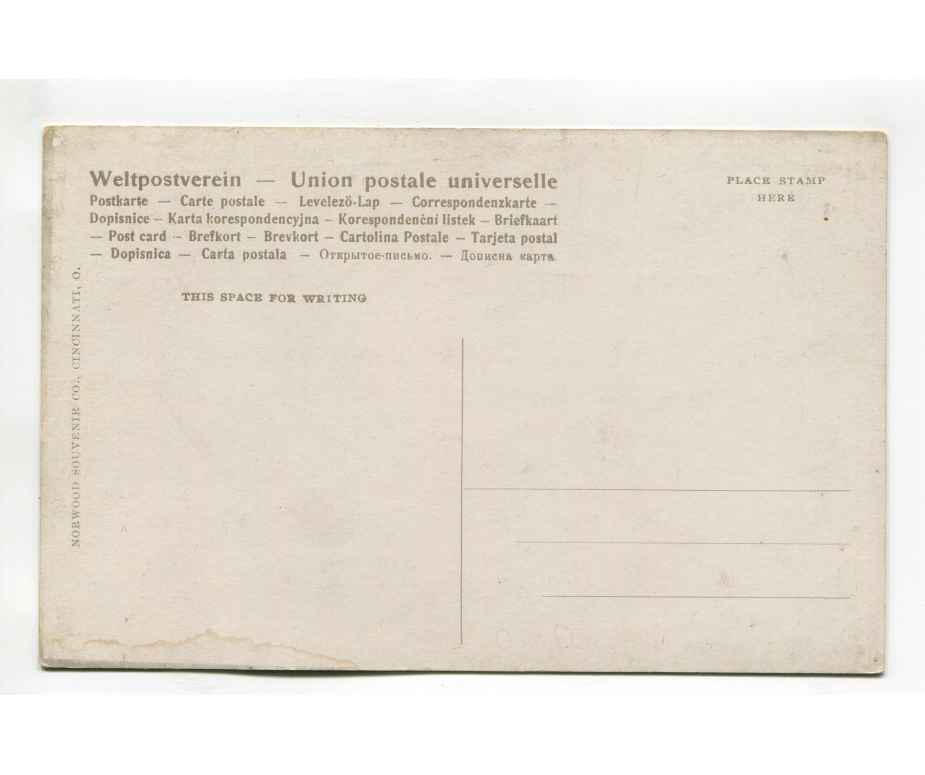 Weltpostverein — Union postale universelle
Postkarte — Carte postale — Levelező-Lap — Correspondenzkarte —
Dopisnice — Karta korespondencyjna — Korespondenční listek — Briefkaart
— Post card — Brefkort — Brevkort — Cartolina Postale — Tarjeta postal
— Dopisnica — Carta postala — Открытое-письмо. — Дописна карта
PLACE STAMP
HERE
THIS SPACE FOR WRITING
NORWOOD SOUVENIR CO., CINCINNATI, O.